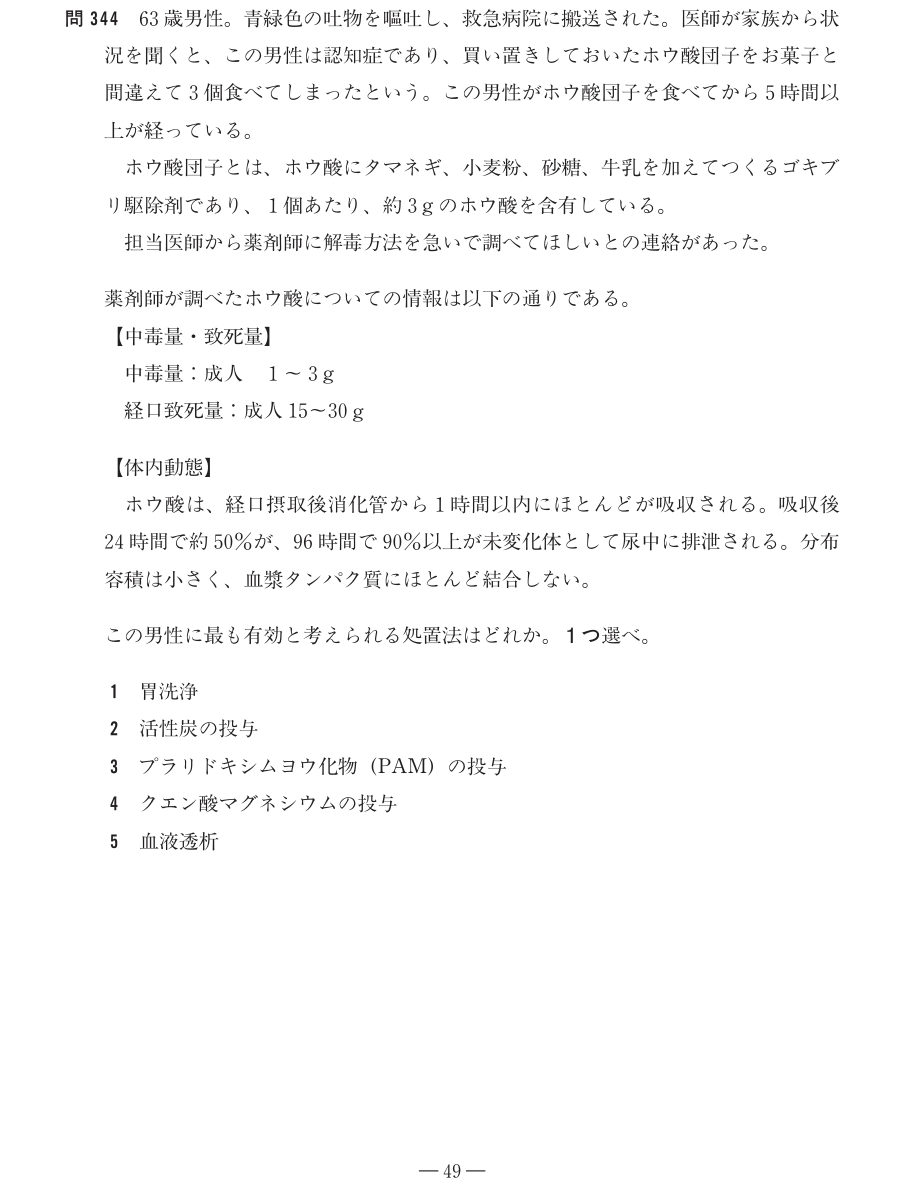 問 344　63 歳男性。青緑色の吐物を嘔吐し、救急病院に搬送された。医師が家族から状
況を聞くと、この男性は認知症であり、買い置きしておいたホウ酸団子をお菓子と
間違えて 3 個食べてしまったという。この男性がホウ酸団子を食べてから 5 時間以
上が経っている。
ホウ酸団子とは、ホウ酸にタマネギ、小麦粉、砂糖、牛乳を加えてつくるゴキブ
リ駆除剤であり、1 個あたり、約 3 g のホウ酸を含有している。
担当医師から薬剤師に解毒方法を急いで調べてほしいとの連絡があった。
薬剤師が調べたホウ酸についての情報は以下の通りである。
【中毒量・致死量】
中毒量：成人　1 ～ 3 g
経口致死量：成人 15～30 g
【体内動態】
ホウ酸は、経口摂取後消化管から 1 時間以内にほとんどが吸収される。吸収後
24 時間で約 50％が、96 時間で 90％以上が未変化体として尿中に排泄される。分布
容積は小さく、血漿タンパク質にほとんど結合しない。
この男性に最も有効と考えられる処置法はどれか。1つ選べ。
1　胃洗浄
2　活性炭の投与
3　プラリドキシムヨウ化物（PAM）の投与
4　クエン酸マグネシウムの投与
5　血液透析
― 49 ―